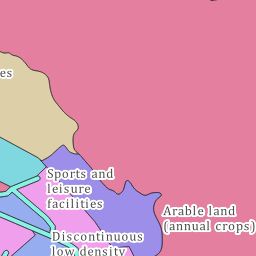 es
Sports and
leisure
facilities
Arable land
(annual crops)
Discontinuous
low density